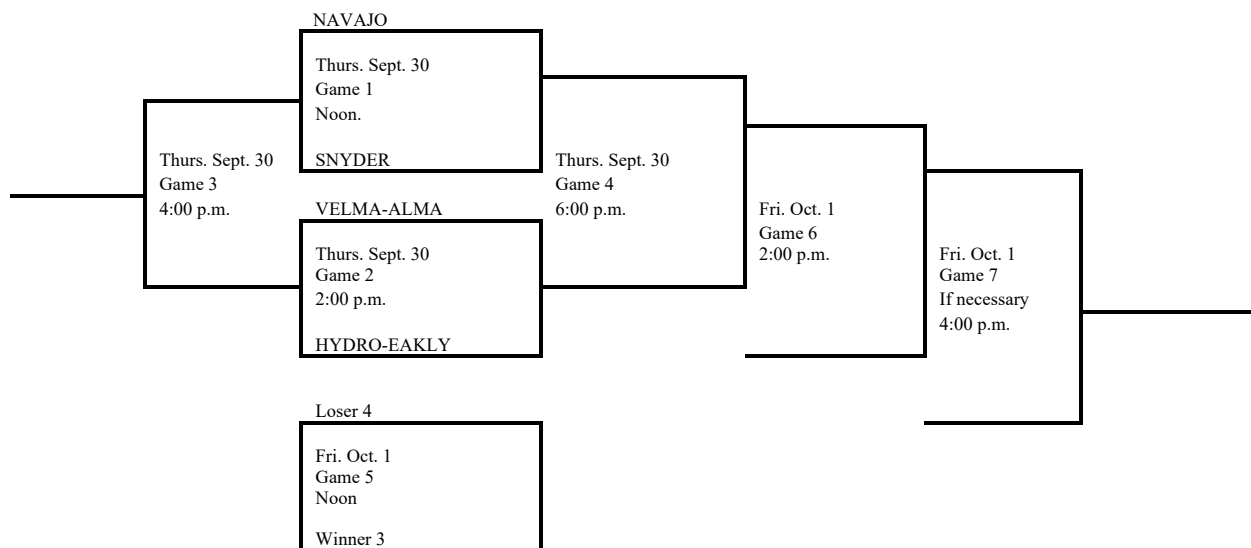 NAVAJO
Thurs. Sept. 30
Game 1
Noon.
SNYDER
Thurs. Sept. 30
Game 3
4:00 p.m.
Thurs. Sept. 30
Game 4
6:00 p.m.
VELMA-ALMA
Thurs. Sept. 30
Game 2
2:00 p.m.
HYDRO-EAKLY
Fri. Oct. 1
Game 6
2:00 p.m.
Fri. Oct. 1
Game 7
If necessary
4:00 p.m.
Loser 4
Fri. Oct. 1
Game 5
Noon
Winner 3